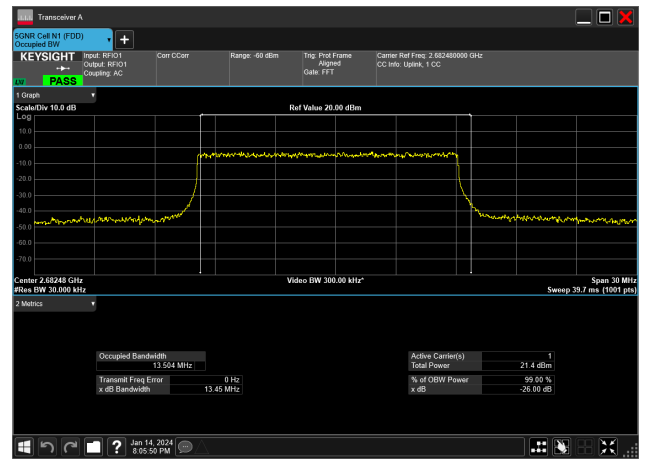 Transceiver A
5GNR Cell N1 (FDD)
Occupied BW
KEYSIGHT
LW
PASS
Input: RFIO1
Output: RFIO1
Coupling: AC
Corr CCorr
Range: -60 dBm
Trig: Prot Frame
Aligned
Gate: FFT
Carrier Ref Freq: 2.682480000 GHz
CC Info: Uplink, 1 CC
1 Graph
Scale/Div 10.0 dB
Ref Value 20.00 dBm
Log
10.0
0.00
-10.0
-20.0
-30.0
-40.0
-50.0
-60.0
-70.0
Center 2.68248 GHz
Video BW 300.00 kHz*
Span 30 MHz
#Res BW 30.000 kHz
Sweep 39.7 ms (1001 pts)
2 Metrics
Occupied Bandwidth
13.504 MHz
Active Carrier(s) 1
Total Power 21.4 dBm
Transmit Freq Error 0 Hz
x dB Bandwidth 13.45 MHz
% of OBW Power 99.00 %
x dB -26.00 dB
?
Jan 14, 2024
8:05:50 PM